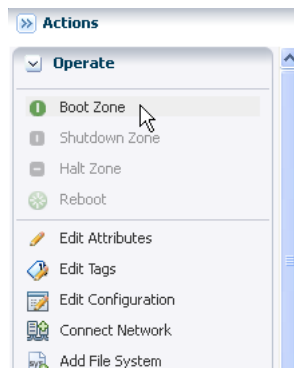 Actions
Operate
Boot Zone
Shutdown Zone
Halt Zone
Reboot
Edit Attributes
Edit Tags
Edit Configuration
Connect Network
Add File System